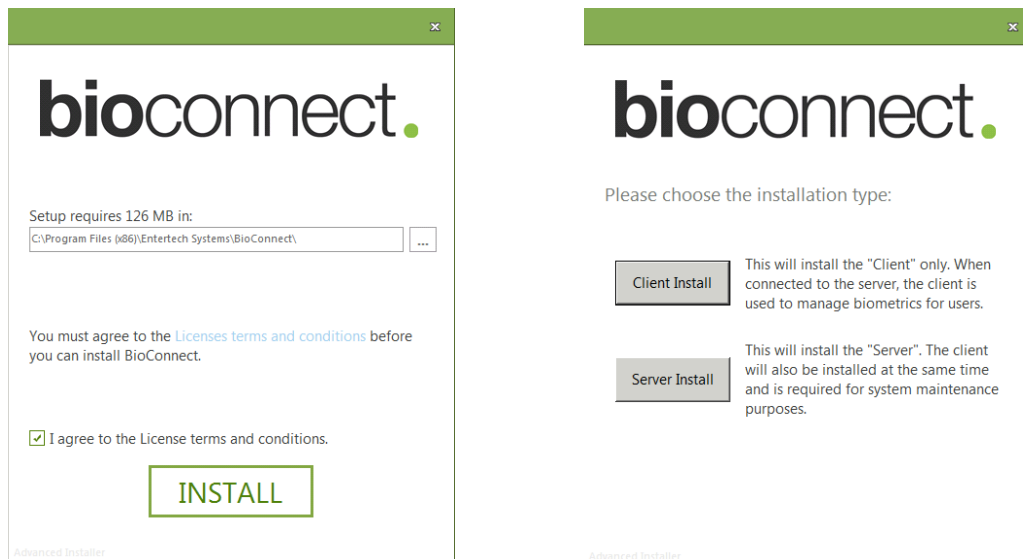 bioconnect.
Setup requires 126 MB in:
C:\Program Files (x86)\Entertech Systems\BioConnect\
...
You must agree to the Licenses terms and conditions before
you can install BioConnect.
I agree to the License terms and conditions.
INSTALL
Advanced Installer
bioconnect.
Please choose the installation type:
Client Install
This will install the "Client" only. When
connected to the server, the client is
used to manage biometrics for users.
Server Install
This will install the "Server". The client
will also be installed at the same time
and is required for system maintenance
purposes.
Advanced Installer